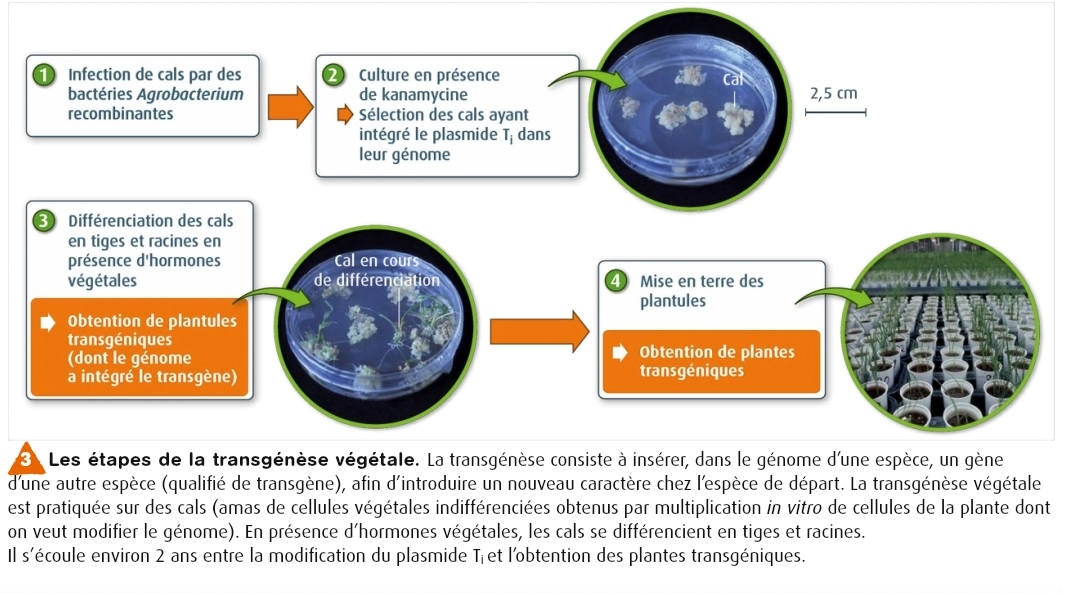 1 Infection de cals par des
bactéries Agrobacterium
recombinantes
2 Culture en présence
de kanamycine
Sélection des cals ayant
intégré le plasmide Ti dans
leur génome
Cal
2,5 cm
3 Différenciation des cals
en tiges et racines en
présence d'hormones
végétales
Obtention de plantules
transgéniques
(dont le génome
a intégré le transgène)
Cal en cours
de différenciation
4 Mise en terre des
plantules
Obtention de plantes
transgéniques
3 Les étapes de la transgénèse végétale. La transgénèse consiste à insérer, dans le génome d'une espèce, un gène
d'une autre espèce (qualifié de transgène), afin d'introduire un nouveau caractère chez l'espèce de départ. La transgénèse végétale
est pratiquée sur des cals (amas de cellules végétales indifférenciées obtenus par multiplication in vitro de cellules de la plante dont
on veut modifier le génome). En présence d'hormones végétales, les cals se différencient en tiges et racines.
Il s'écoule environ 2 ans entre la modification du plasmide Ti et l'obtention des plantes transgéniques.